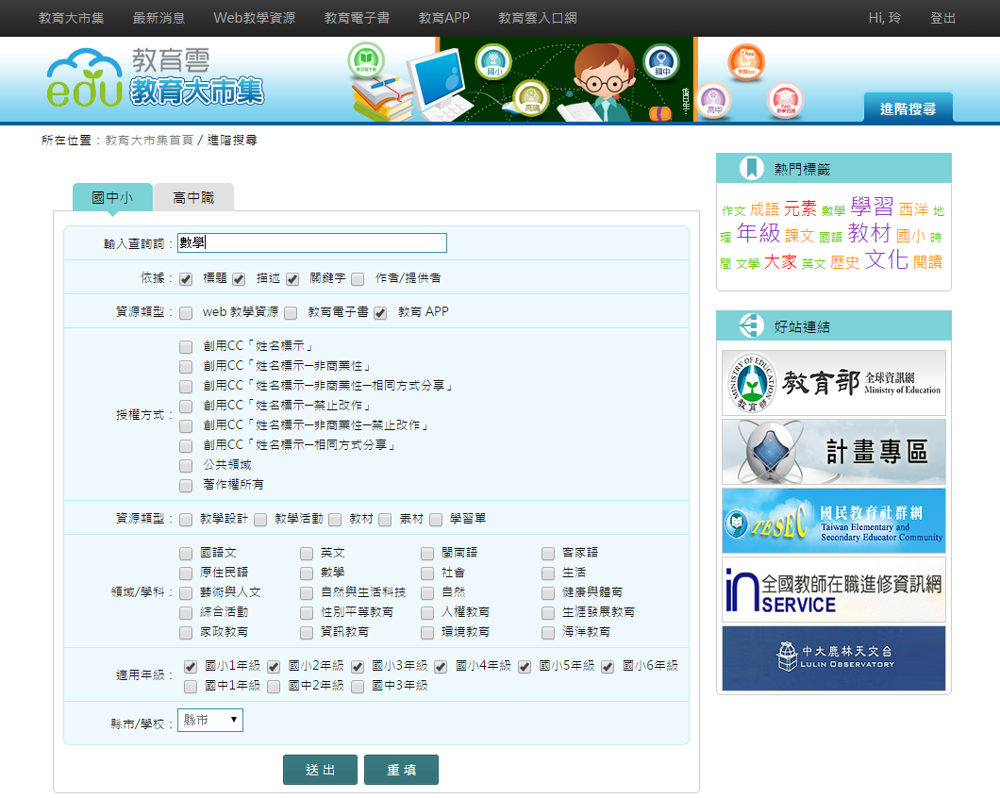 教育大市集 最新消息 Web教學資源 教育電子書 教育APP 教育雲入口網 Hi, 玲 登出
教育雲
edu 教育大市集
國小
高職
國中
值日生:
高中
進階搜尋
所在位置：教育大市集首頁 / 進階搜尋
國中小 高中職
輸入查詢詞： 數學
依據： 標題 描述 關鍵字 作者/提供者
資源類型： web 教學資源 教育電子書 教育 APP
授權方式：
創用CC「姓名標示」
創用CC「姓名標示─非商業性」
創用CC「姓名標示─非商業性─相同方式分享」
創用CC「姓名標示─禁止改作」
創用CC「姓名標示─非商業性─禁止改作」
創用CC「姓名標示─相同方式分享」
公共領域
著作權所有
資源類型： 教學設計 教學活動 教材 素材 學習單
領域/學科：
國語文 英文 閩南語 客家語
原住民語 數學 社會 生活
藝術與人文 自然與生活科技 自然 健康與體育
綜合活動 性別平等教育 人權教育 生涯發展教育
家政教育 資訊教育 環境教育 海洋教育
適用年級： 國小1年級 國小2年級 國小3年級 國小4年級 國小5年級 國小6年級
國中1年級 國中2年級 國中3年級
縣市/學校： 縣市
送出 重填
熱門標籤
作文 成語 元素 數學 學習 西洋 地
理 年級 課文 國語 教材 國小 時
間 文學 大家 英文 歷史 文化 閱讀
好站連結
MINISTRY OF EDUCATION 教育部
教育部 全球資訊網
Ministry of Education
計畫專區
TESEC 國民教育社群網
Taiwan Elementary and
Secondary Educator Community
in 全國教師在職進修資訊網
SERVICE
中大鹿林天文台
LULIN OBSERVATORY